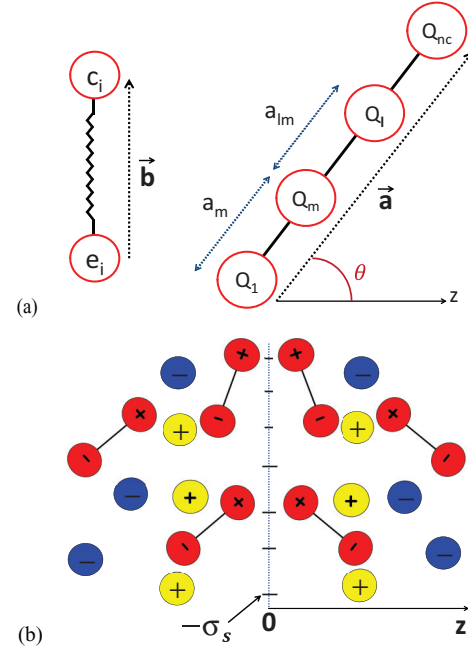 Q_nc
c_i
Q_l
a_lm
b⃗
Q_m
a⃗
a_m
e_i
Q_1
θ
z
(a)
+ +
− −
+ − − +
− + + −
− + + + + −
− − − −
+ +
−σ_s
0
z
(b)